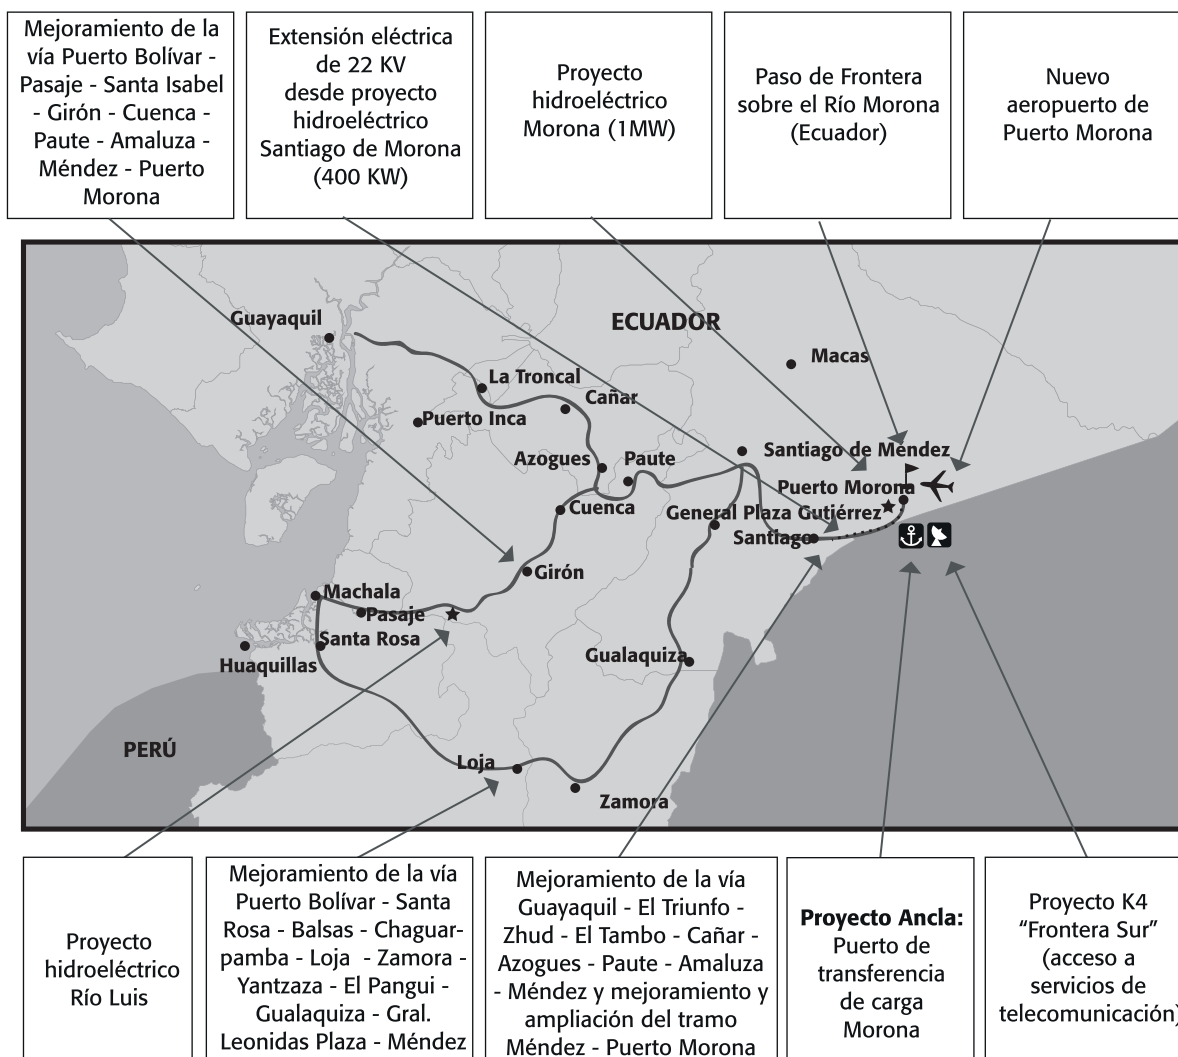 Mejoramiento de la
vía Puerto Bolívar -
Pasaje - Santa Isabel
- Girón - Cuenca -
Paute - Amaluza -
Méndez - Puerto
Morona
Extensión eléctrica
de 22 KV
desde proyecto
hidroeléctrico
Santiago de Morona
(400 KW)
Proyecto
hidroeléctrico
Morona (1MW)
Paso de Frontera
sobre el Río Morona
(Ecuador)
Nuevo
aeropuerto de
Puerto Morona
Guayaquil
ECUADOR
Macas
La Troncal
Cañar
Puerto Inca
Azogues
Paute
Santiago de Méndez
Puerto Morona
Cuenca
General Plaza Gutiérrez
Santiago
Girón
Machala
Pasaje
Santa Rosa
Huaquillas
Gualaquiza
PERÚ
Loja
Zamora
Proyecto
hidroeléctrico
Río Luis
Mejoramiento de la vía
Puerto Bolívar - Santa
Rosa - Balsas - Chaguar-
pamba - Loja - Zamora -
Yantzaza - El Pangui -
Gualaquiza - Gral.
Leonidas Plaza - Méndez
Mejoramiento de la vía
Guayaquil - El Triunfo -
Zhud - El Tambo - Cañar -
Azogues - Paute - Amaluza
- Méndez y mejoramiento y
ampliación del tramo
Méndez - Puerto Morona
Proyecto Ancla:
Puerto de
transferencia
de carga
Morona
Proyecto K4
“Frontera Sur”
(acceso a
servicios de
telecomunicación)